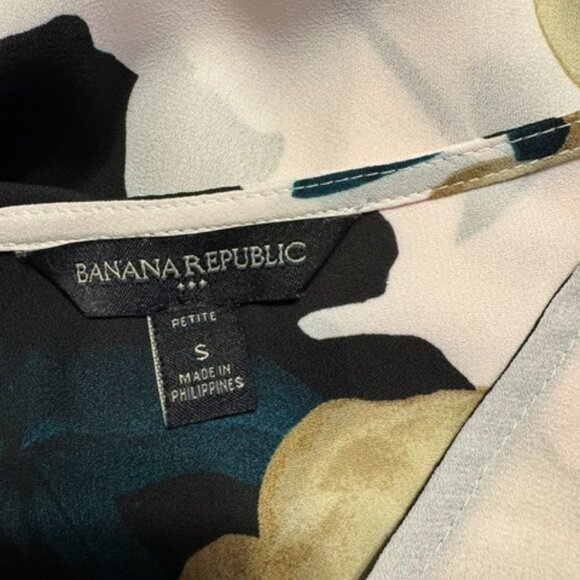 BANANA REPUBLIC
PETITE
S
MADE IN
PHILIPPINES